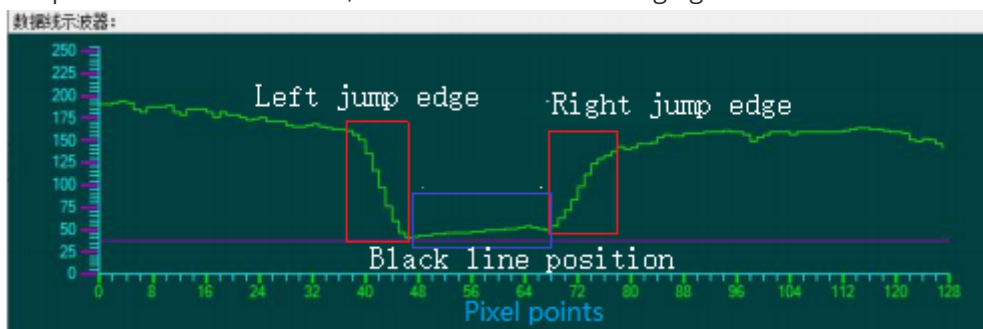 数据线示波器:
250
225
200
175
150
125
100
75
50
25
0
Left jump edge
Right jump edge
Black line position
0 8 16 24 32 40 48 56 64 72 80 88 96 104 112 120 128
Pixel points